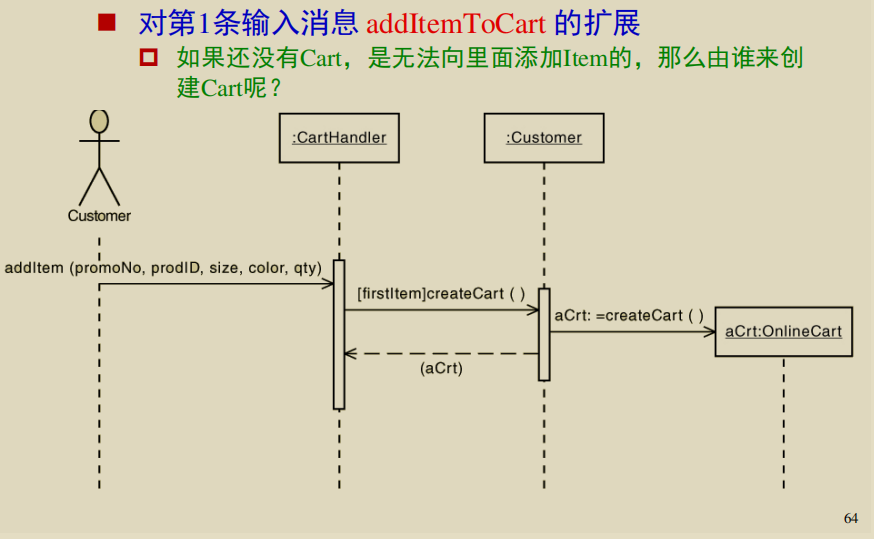 对第1条输入消息 addItemToCart 的扩展
如果还没有Cart，是无法向里面添加Item的，那么由谁来创
建Cart呢？
:CartHandler
:Customer
Customer
addItem (promoNo, prodID, size, color, qty)
[firstItem]createCart ( )
aCrt: =createCart ( )
aCrt:OnlineCart
(aCrt)
64